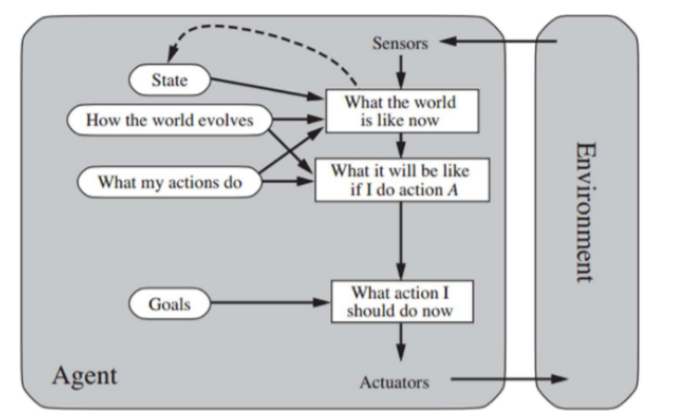 Sensors
State
What the world
is like now
How the world evolves
What it will be like
if I do action A
What my actions do
Environment
What action I
should do now
Goals
Agent
Actuators